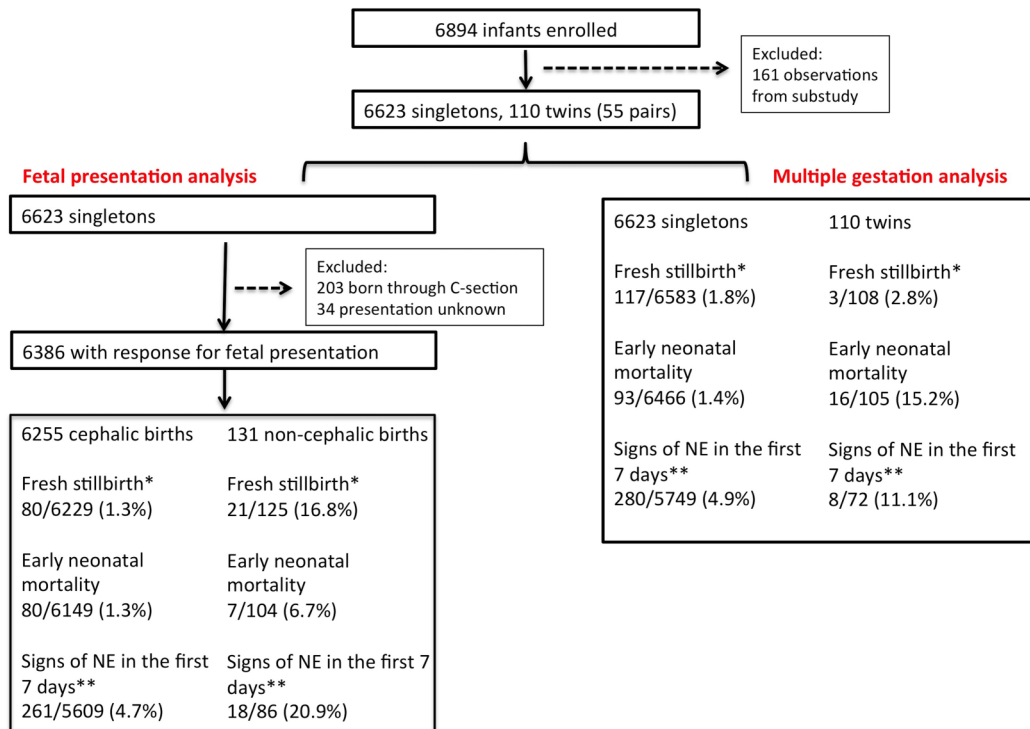 6894 infants enrolled
Excluded:
161 observations
from substudy
6623 singletons, 110 twins (55 pairs)
Fetal presentation analysis
6623 singletons
Excluded:
203 born through C-section
34 presentation unknown
6386 with response for fetal presentation
6255 cephalic births
Fresh stillbirth*
80/6229 (1.3%)
Early neonatal
mortality
80/6149 (1.3%)
Signs of NE in the first
7 days**
261/5609 (4.7%)
131 non-cephalic births
Fresh stillbirth*
21/125 (16.8%)
Early neonatal
mortality
7/104 (6.7%)
Signs of NE in the first 7
days**
18/86 (20.9%)
Multiple gestation analysis
6623 singletons
Fresh stillbirth*
117/6583 (1.8%)
Early neonatal
mortality
93/6466 (1.4%)
Signs of NE in the first
7 days**
280/5749 (4.9%)
110 twins
Fresh stillbirth*
3/108 (2.8%)
Early neonatal
mortality
16/105 (15.2%)
Signs of NE in the first
7 days**
8/72 (11.1%)